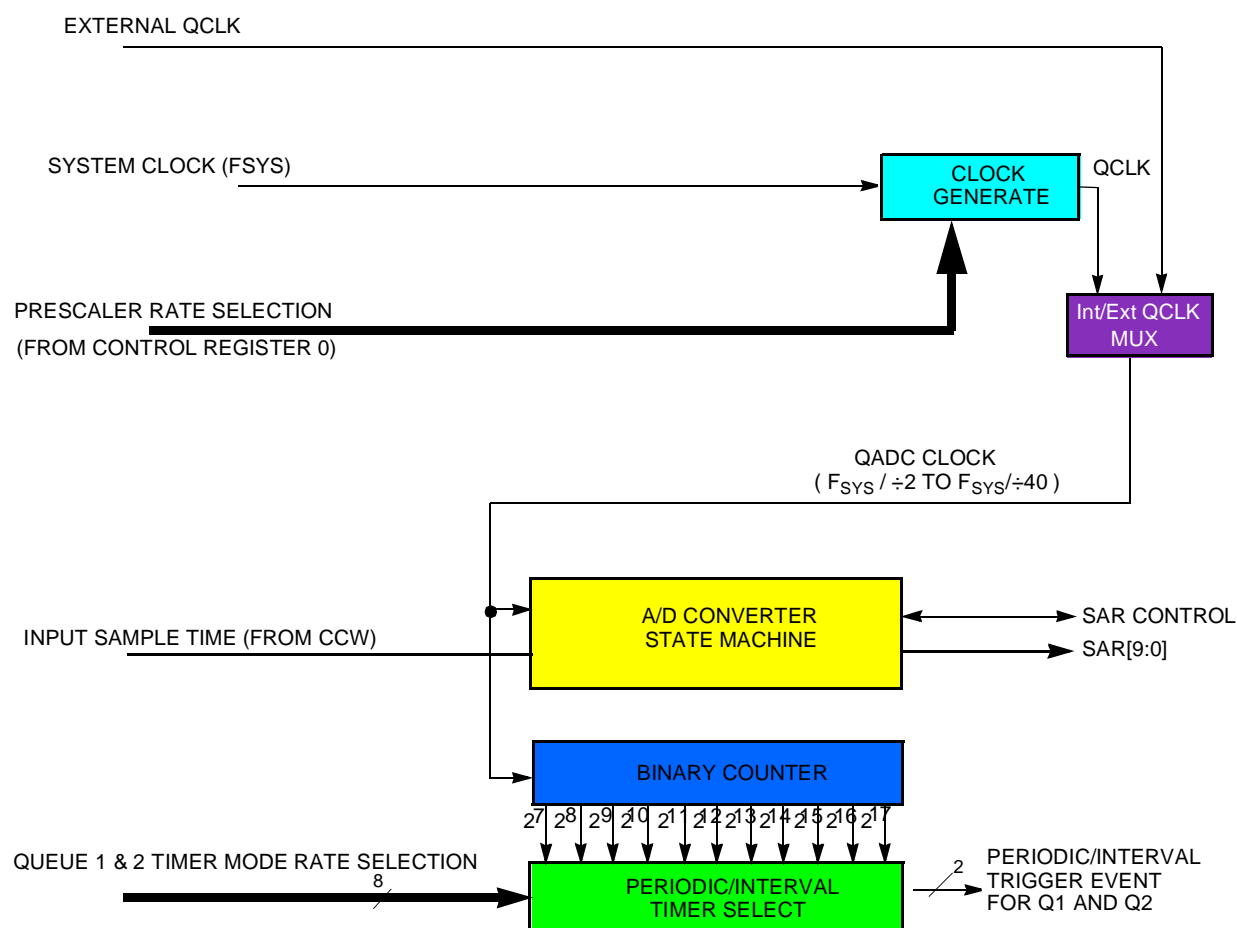 EXTERNAL QCLK
SYSTEM CLOCK (FSYS)
CLOCK
GENERATE
QCLK
PRESCALER RATE SELECTION
(FROM CONTROL REGISTER 0)
Int/Ext QCLK
MUX
QADC CLOCK
( FSYS / ÷2 TO FSYS/÷40 )
A/D CONVERTER
STATE MACHINE
SAR CONTROL
INPUT SAMPLE TIME (FROM CCW)
SAR[9:0]
BINARY COUNTER
2^7 2^8 2^9 2^10 2^11 2^12 2^13 2^14 2^15 2^16 2^17
QUEUE 1 & 2 TIMER MODE RATE SELECTION
8
PERIODIC/INTERVAL
TIMER SELECT
2
PERIODIC/INTERVAL
TRIGGER EVENT
FOR Q1 AND Q2